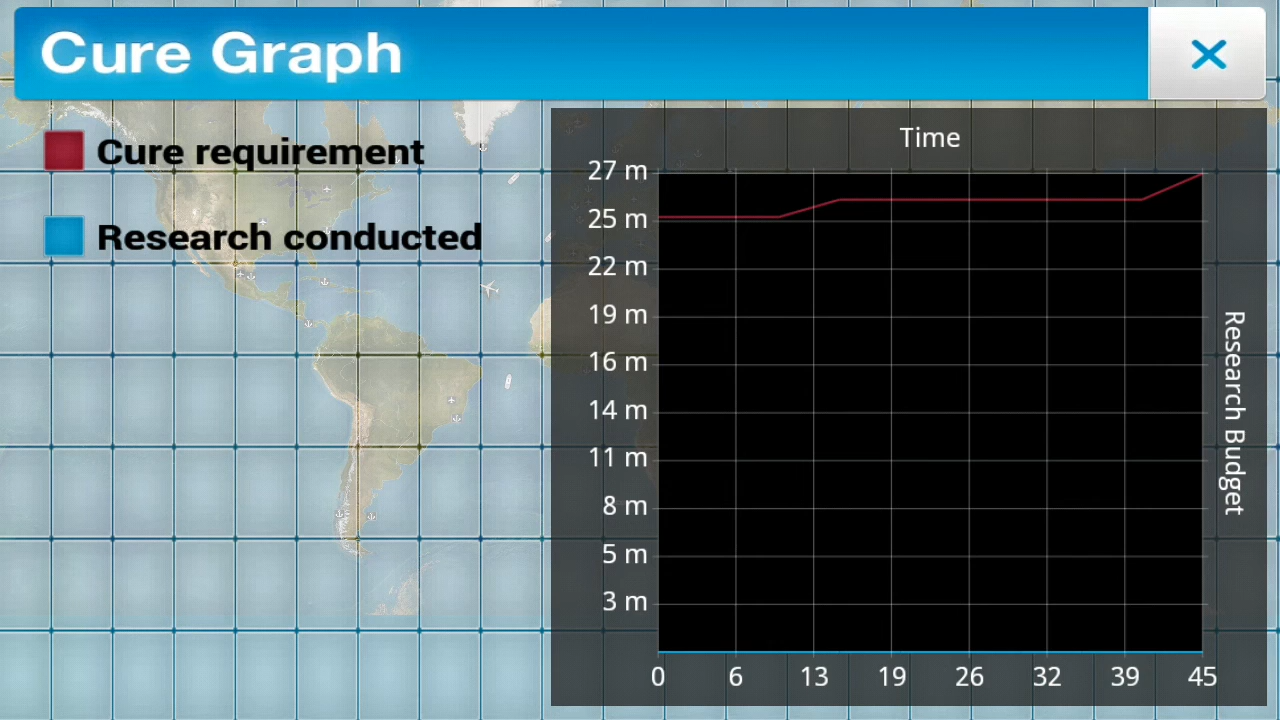 Cure Graph
Cure requirement
Research conducted
Time
27 m
25 m
22 m
19 m
16 m
14 m
11 m
8 m
5 m
3 m
0 6 13 19 26 32 39 45
Research Budget